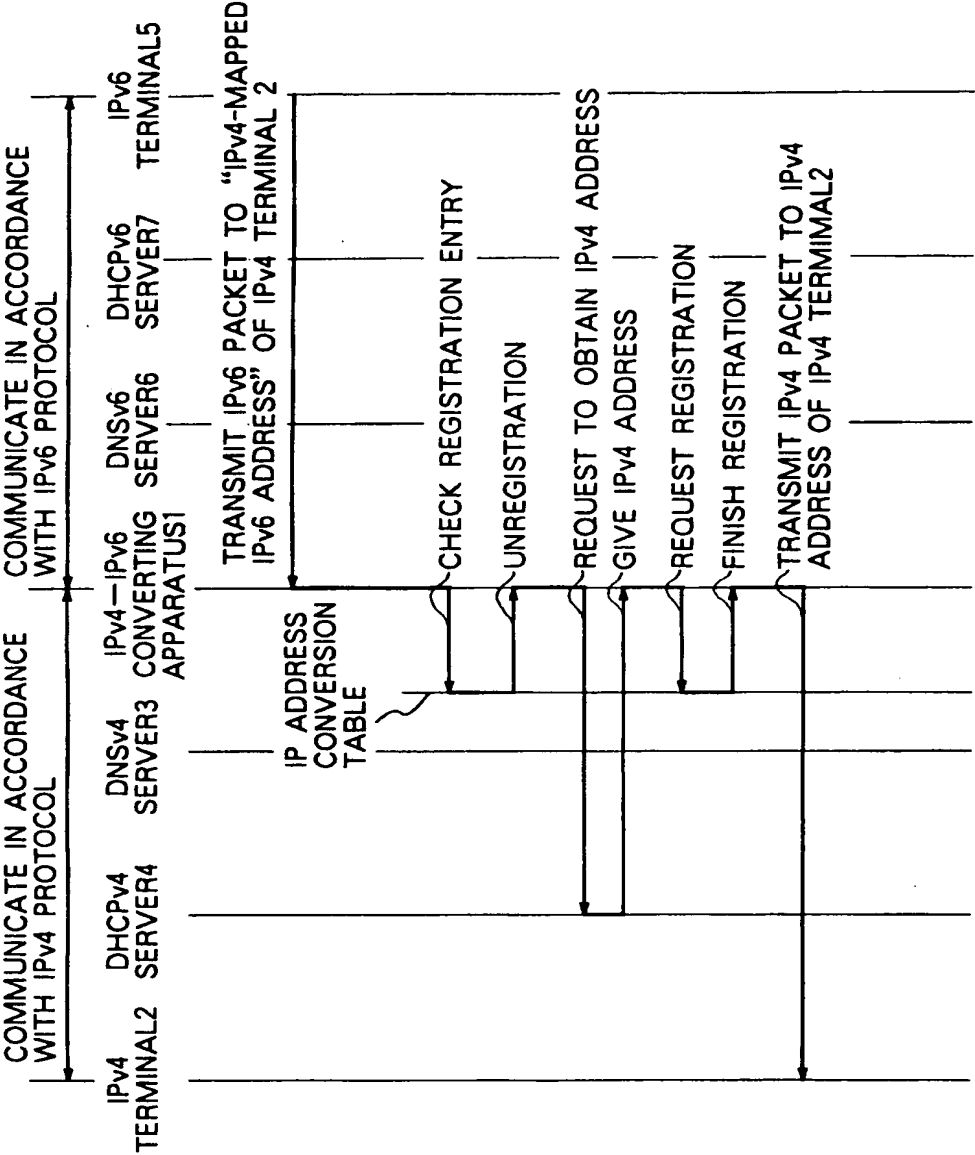 COMMUNICATE IN ACCORDANCE
WITH IPv4 PROTOCOL
COMMUNICATE IN ACCORDANCE
WITH IPv6 PROTOCOL
IPv4
TERMINAL2
DHCPv4
SERVER4
DNSv4
SERVER3
IPv4-IPv6
CONVERTING
APPARATUS1
DNSv6
SERVER6
DHCPv6
SERVER7
IPv6
TERMINAL5
TRANSMIT IPv6 PACKET TO "IPv4-MAPPED
IPv6 ADDRESS" OF IPv4 TERMINAL 2
IP ADDRESS
CONVERSION
TABLE
CHECK REGISTRATION ENTRY
UNREGISTRATION
REQUEST TO OBTAIN IPv4 ADDRESS
GIVE IPv4 ADDRESS
REQUEST REGISTRATION
FINISH REGISTRATION
TRANSMIT IPv4 PACKET TO IPv4
ADDRESS OF IPv4 TERMIMAL2